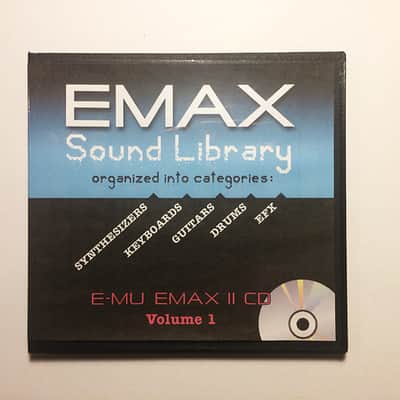 EMAX
Sound Library
organized into categories:
SYNTHESIZERS
KEYBOARDS
GUITARS
DRUMS
EFX
E-MU EMAX II CD
Volume 1